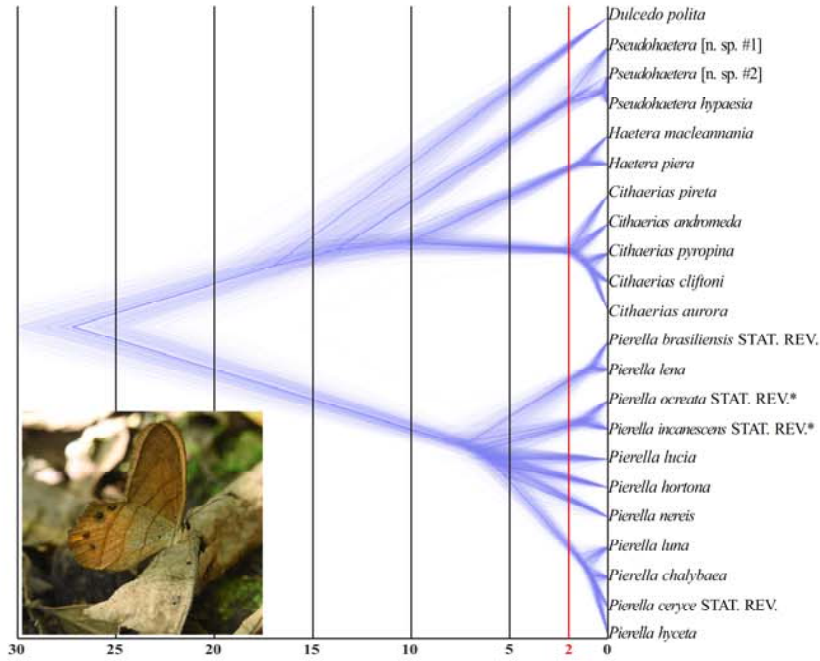 Dulcedo polita
Pseudohaetera [n. sp. #1]
Pseudohaetera [n. sp. #2]
Pseudohaetera hypaesia
Haetera macleannania
Haetera piera
Cithaerias pireta
Cithaerias andromeda
Cithaerias pyropina
Cithaerias cliftoni
Cithaerias aurora
Pierella brasiliensis STAT. REV.
Pierella lena
Pierella ocreata STAT. REV.*
Pierella incanescens STAT. REV.*
Pierella lucia
Pierella hortona
Pierella nereis
Pierella luna
Pierella chalybaea
Pierella ceryce STAT. REV.
Pierella hyceta
30 25 20 15 10 5 2 0